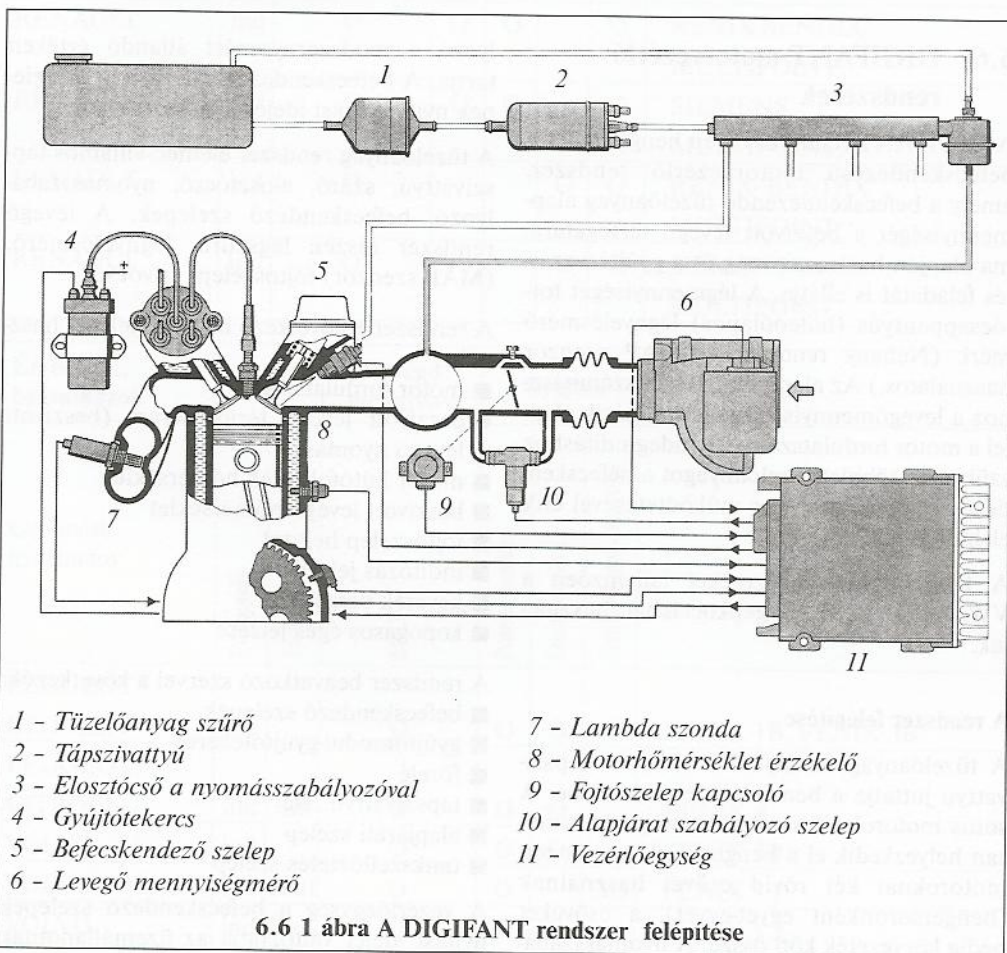 1
2
3
4
5
6
7
8
9
10
11
1 - Tüzelőanyag szűrő
2 - Tápszivattyú
3 - Elosztócső a nyomásszabályozóval
4 - Gyújtótekercs
5 - Befecskendező szelep
6 - Levegő mennyiségmérő
7 - Lambda szonda
8 - Motorhőmérséklet érzékelő
9 - Fojtószelep kapcsoló
10 - Alapjárat szabályozó szelep
11 - Vezérlőegység
6.6 1 ábra A DIGIFANT rendszer felépítése